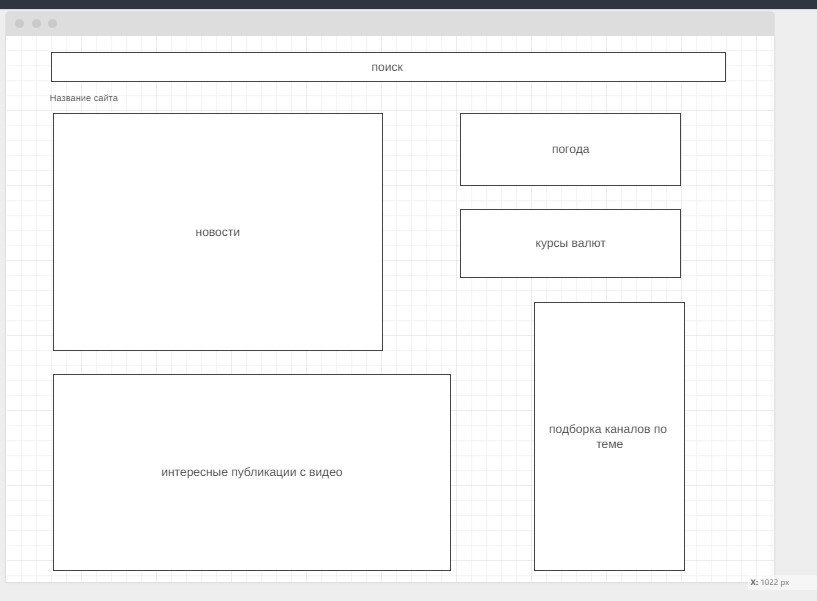 поиск
Название сайта
новости
погода
курсы валют
интересные публикации с видео
подборка каналов по
теме
X: 1022 px